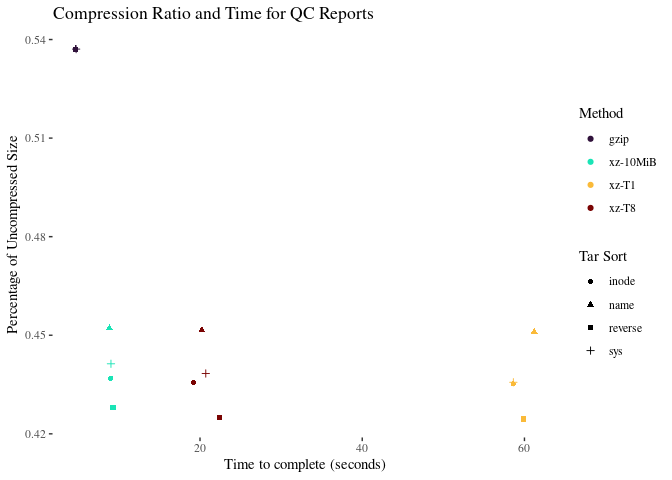 Compression Ratio and Time for QC Reports
Percentage of Uncompressed Size
0.54
0.51
0.48
0.45
0.42
20
40
60
Time to complete (seconds)
Method
gzip
xz-10MiB
xz-T1
xz-T8
Tar Sort
inode
name
reverse
sys